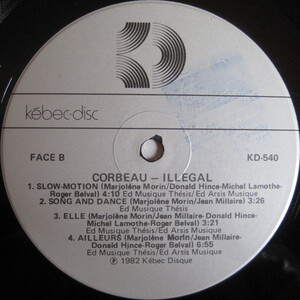 kébec-disc
FACE B
KD-540
CORBEAU – ILLÉGAL
1. SLOW-MOTION (Marjolène Morin/Donald Hince-Michel Lamothe-
Roger Belval) 4:10 Ed Musique Thésis/Ed Arsis Musique
2. SONG AND DANCE (Marjolène Morin/Jean Millaire) 3:26
Ed Musique Thésis
3. ELLE (Marjolène Morin/Jean Millaire-Donald Hince-Michel
Lamothe-Roger Belval) 3:21
Ed Musique Thésis/Ed Arsis Musique
4. AILLEURS (Marjolène Morin/Jean Millaire-
Donald Hince-Roger Belval) 6:55
Ed Musique Thésis/Ed Arsis Musique
℗ 1982 Kébec Disque